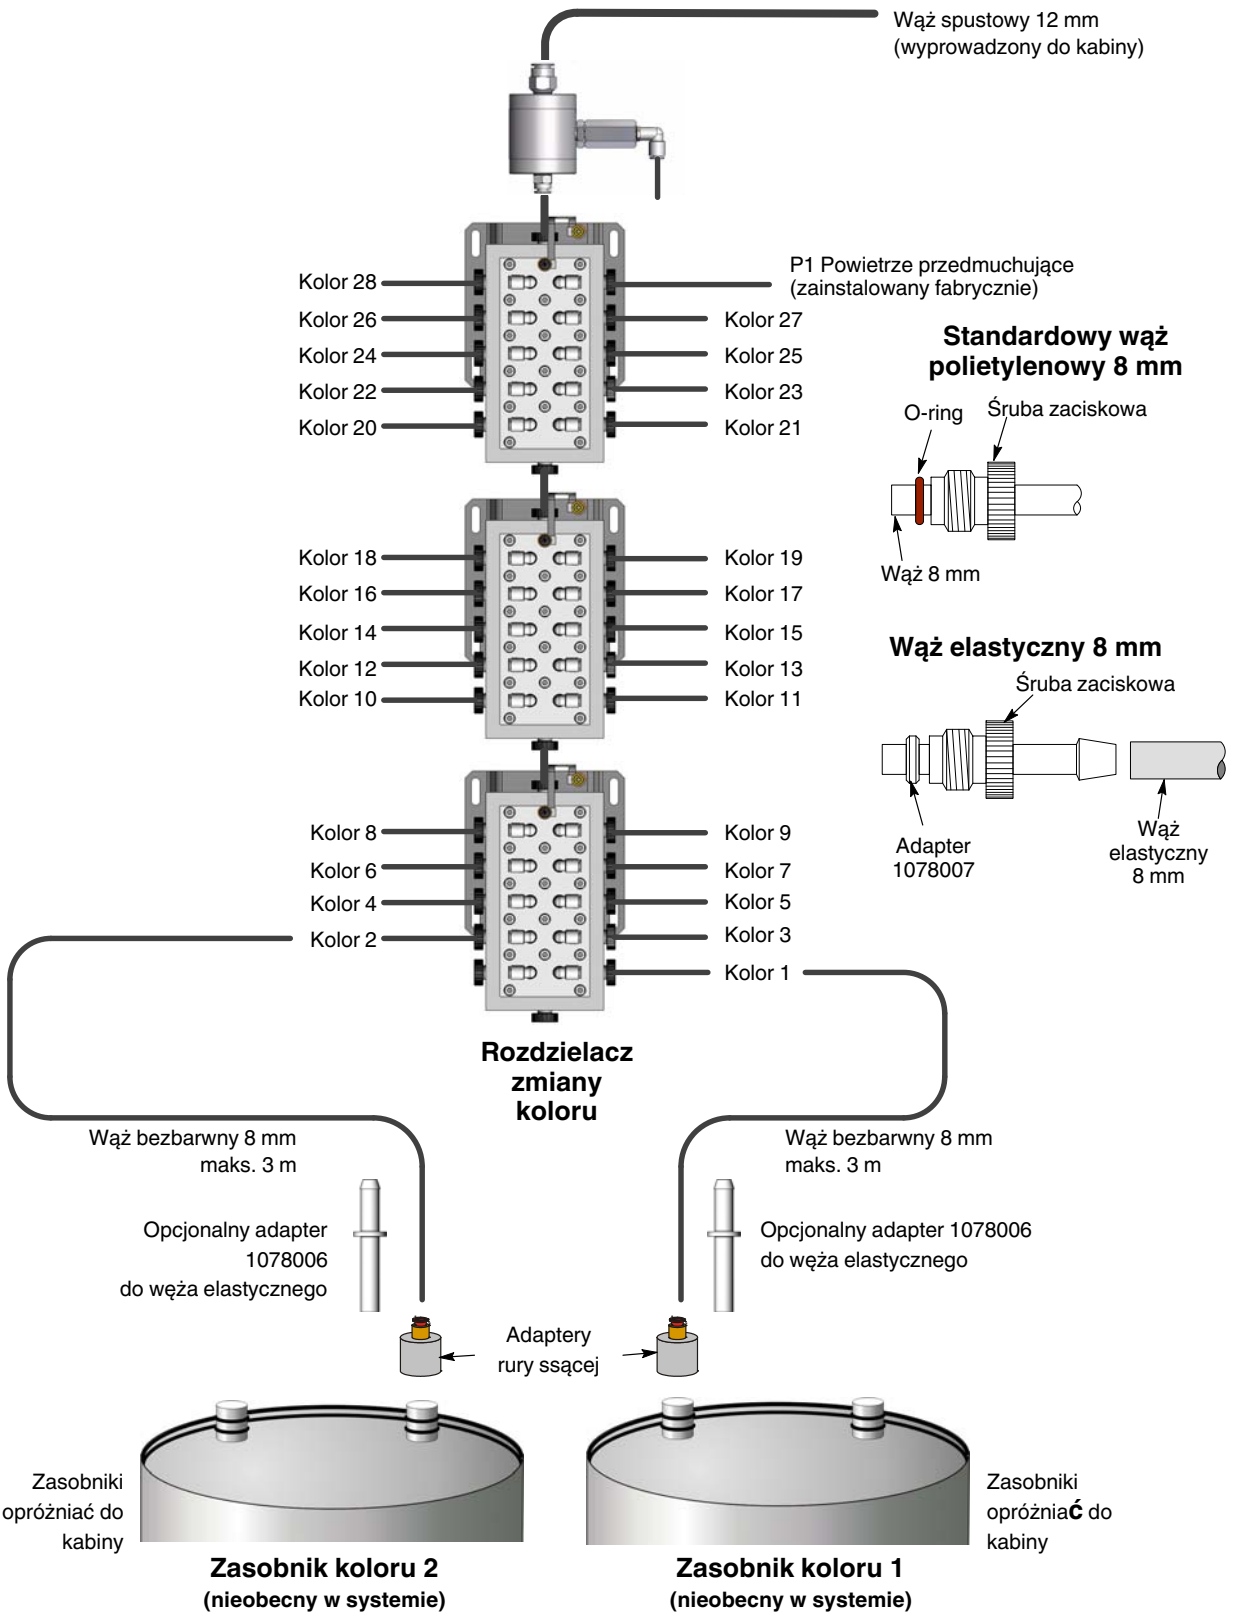 Wąż spustowy 12 mm
(wyprowadzony do kabiny)
P1 Powietrze przedmuchujące
(zainstalowany fabrycznie)
Kolor 28
Kolor 26
Kolor 27
Kolor 24
Kolor 25
Kolor 22
Kolor 23
Kolor 20
Kolor 21
Standardowy wąż
polietylenowy 8 mm
O-ring
Śruba zaciskowa
Wąż 8 mm
Kolor 18
Kolor 19
Kolor 16
Kolor 17
Kolor 14
Kolor 15
Kolor 12
Kolor 13
Kolor 10
Kolor 11
Wąż elastyczny 8 mm
Śruba zaciskowa
Adapter
1078007
Wąż
elastyczny
8 mm
Kolor 8
Kolor 9
Kolor 6
Kolor 7
Kolor 4
Kolor 5
Kolor 2
Kolor 3
Kolor 1
Rozdzielacz
zmiany
koloru
Wąż bezbarwny 8 mm
maks. 3 m
Wąż bezbarwny 8 mm
maks. 3 m
Opcjonalny adapter
1078006
do węża elastycznego
Opcjonalny adapter 1078006
do węża elastycznego
Adaptery
rury ssącej
Zasobniki
opróżniać do
kabiny
Zasobniki
opróżniać do
kabiny
Zasobnik koloru 2
(nieobecny w systemie)
Zasobnik koloru 1
(nieobecny w systemie)